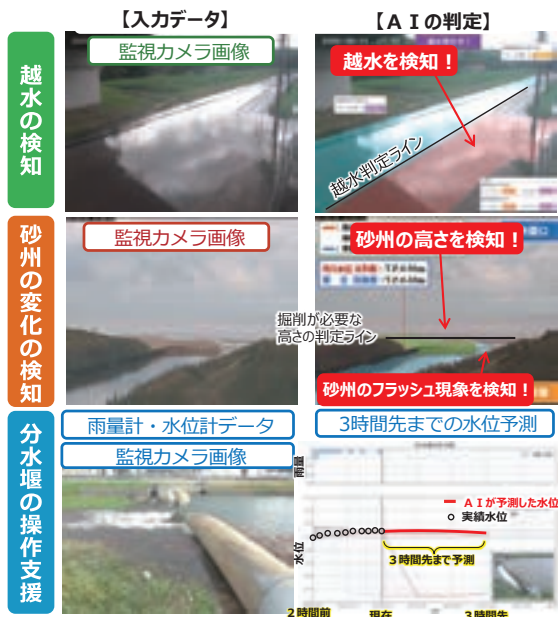 【入力データ】
【AIの判定】
越水の検知
監視カメラ画像
越水を検知！
越水判定ライン
砂州の変化の検知
監視カメラ画像
砂州の高さを検知！
掘削が必要な
高さの判定ライン
砂州のフラッシュ現象を検知！
分水堰の操作支援
雨量計・水位計データ
監視カメラ画像
3時間先までの水位予測
雨量
水位
AIが予測した水位
実績水位
3時間先まで予測
2時間前
現在
3時間先